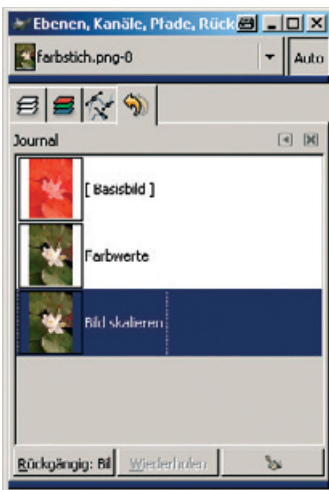 Ebenen, Kanäle, Pfade, Rück
farbstich.png-0
Auto
Journal
[ Basisbild ]
Farbwerte
Bild skalieren
Rückgängig: Bil
Wiederholen